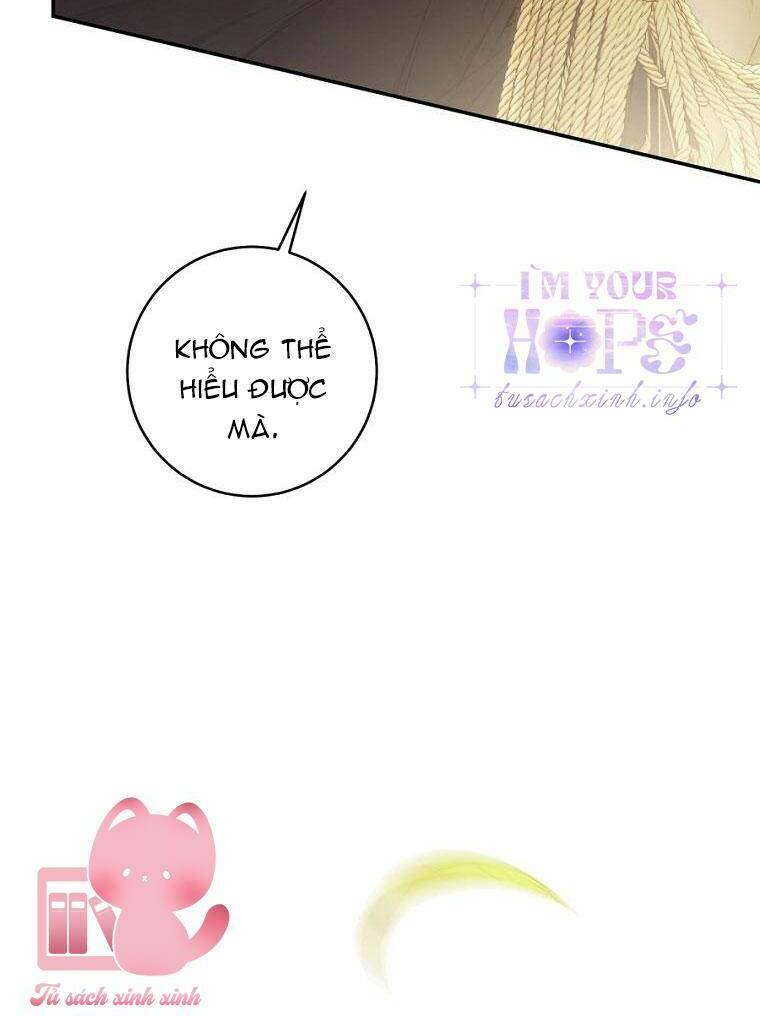 I'M YOUR
HOPE
KHÔNG THỂ
HIỂU ĐƯỢC
MÀ.
tusachxinh.info
Tủ sách xinh xinh